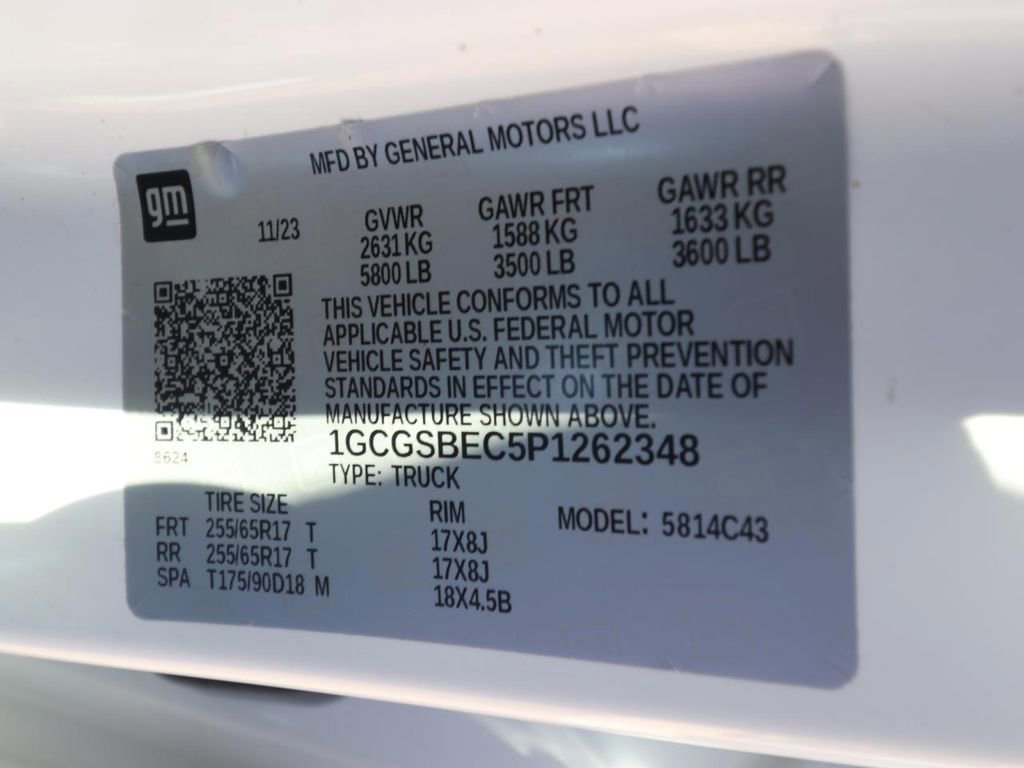 gm
MFD BY GENERAL MOTORS LLC
11/23
GVWR GAWR FRT GAWR RR
2631 KG 1588 KG 1633 KG
5800 LB 3500 LB 3600 LB
THIS VEHICLE CONFORMS TO ALL
APPLICABLE U.S. FEDERAL MOTOR
VEHICLE SAFETY AND THEFT PREVENTION
STANDARDS IN EFFECT ON THE DATE OF
MANUFACTURE SHOWN ABOVE.
1GCGSBEC5P1262348
8624
TYPE: TRUCK
TIRE SIZE RIM MODEL: 5814C43
FRT 255/65R17 T 17X8J
RR 255/65R17 T 17X8J
SPA T175/90D18 M 18X4.5B